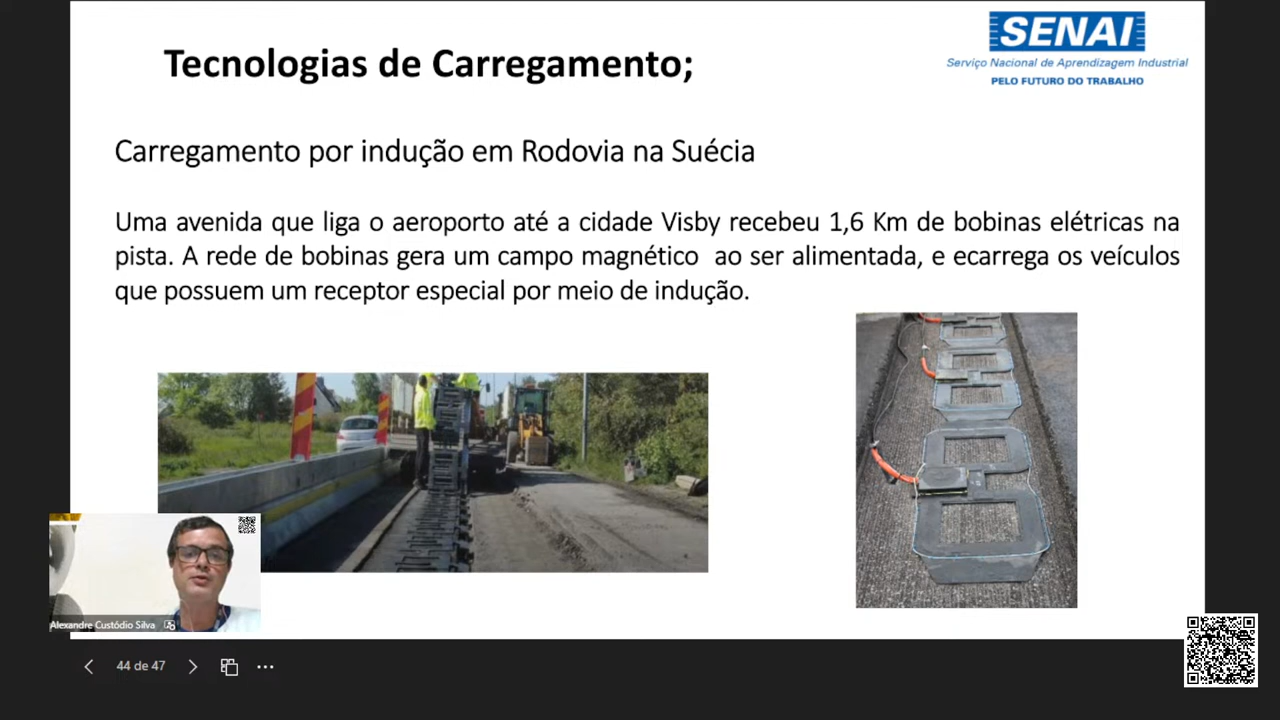 SENAI
Serviço Nacional de Aprendizagem Industrial
PELO FUTURO DO TRABALHO
Tecnologias de Carregamento;
Carregamento por indução em Rodovia na Suécia
Uma avenida que liga o aeroporto até a cidade Visby recebeu 1,6 Km de bobinas elétricas na
pista. A rede de bobinas gera um campo magnético ao ser alimentada, e ecarrega os veículos
que possuem um receptor especial por meio de indução.
Alexandre Custódio Silva
44 de 47